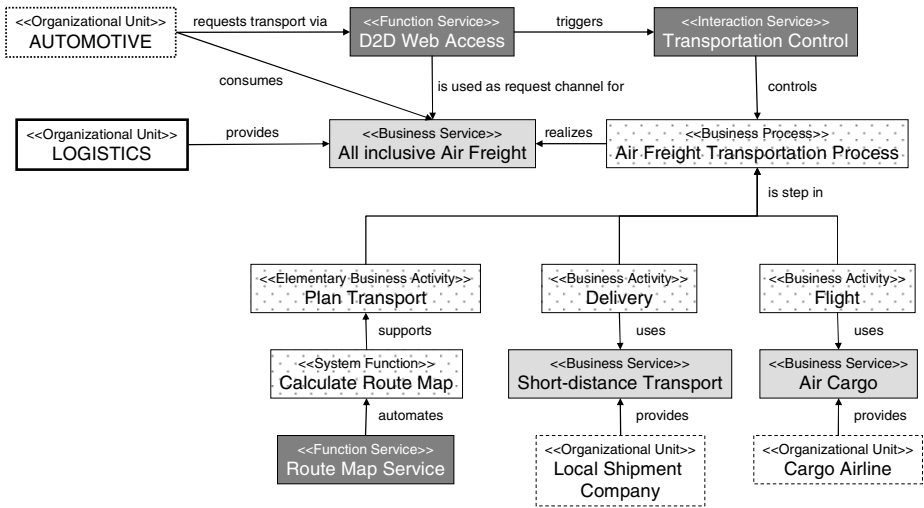 <<Organizational Unit>>
AUTOMOTIVE
requests transport via
<<Function Service>>
D2D Web Access
triggers
<<Interaction Service>>
Transportation Control
consumes
is used as request channel for
controls
<<Organizational Unit>>
LOGISTICS
provides
<<Business Service>>
All inclusive Air Freight
realizes
<<Business Process>>
Air Freight Transportation Process
is step in
<<Elementary Business Activity>>
Plan Transport
<<Business Activity>>
Delivery
<<Business Activity>>
Flight
supports
uses
uses
<<System Function>>
Calculate Route Map
<<Business Service>>
Short-distance Transport
<<Business Service>>
Air Cargo
automates
provides
provides
<<Function Service>>
Route Map Service
<<Organizational Unit>>
Local Shipment
Company
<<Organizational Unit>>
Cargo Airline